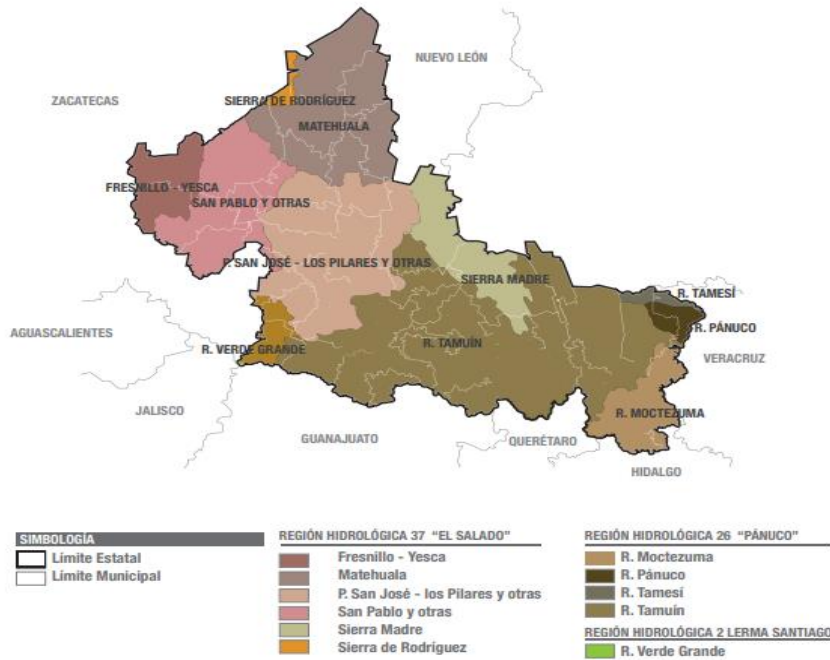 NUEVO LEÓN
ZACATECAS
SIERRA DE RODRÍGUEZ
MATEHUALA
FRESNILLO - YESCA
SAN PABLO Y OTRAS
P. SAN JOSÉ - LOS PILARES Y OTRAS
SIERRA MADRE
R. TAMESÍ
R. PÁNUCO
AGUASCALIENTES
R. VERDE GRANDE
R. TAMUÍN
VERACRUZ
JALISCO
R. MOCTEZUMA
GUANAJUATO
QUERÉTARO
HIDALGO
SIMBOLOGÍA
Límite Estatal
Límite Municipal
REGIÓN HIDROLÓGICA 37 "EL SALADO"
Fresnillo - Yesca
Matehuala
P. San José - los Pilares y otras
San Pablo y otras
Sierra Madre
Sierra de Rodríguez
REGIÓN HIDROLÓGICA 26 "PÁNUCO"
R. Moctezuma
R. Pánuco
R. Tamesí
R. Tamuín
REGIÓN HIDROLÓGICA 2 LERMA SANTIAGO
R. Verde Grande